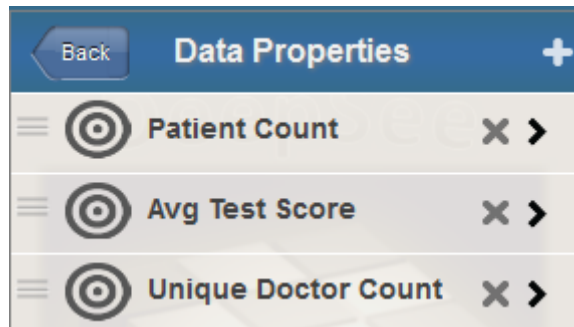 Back
Data Properties
Patient Count
Avg Test Score
Unique Doctor Count